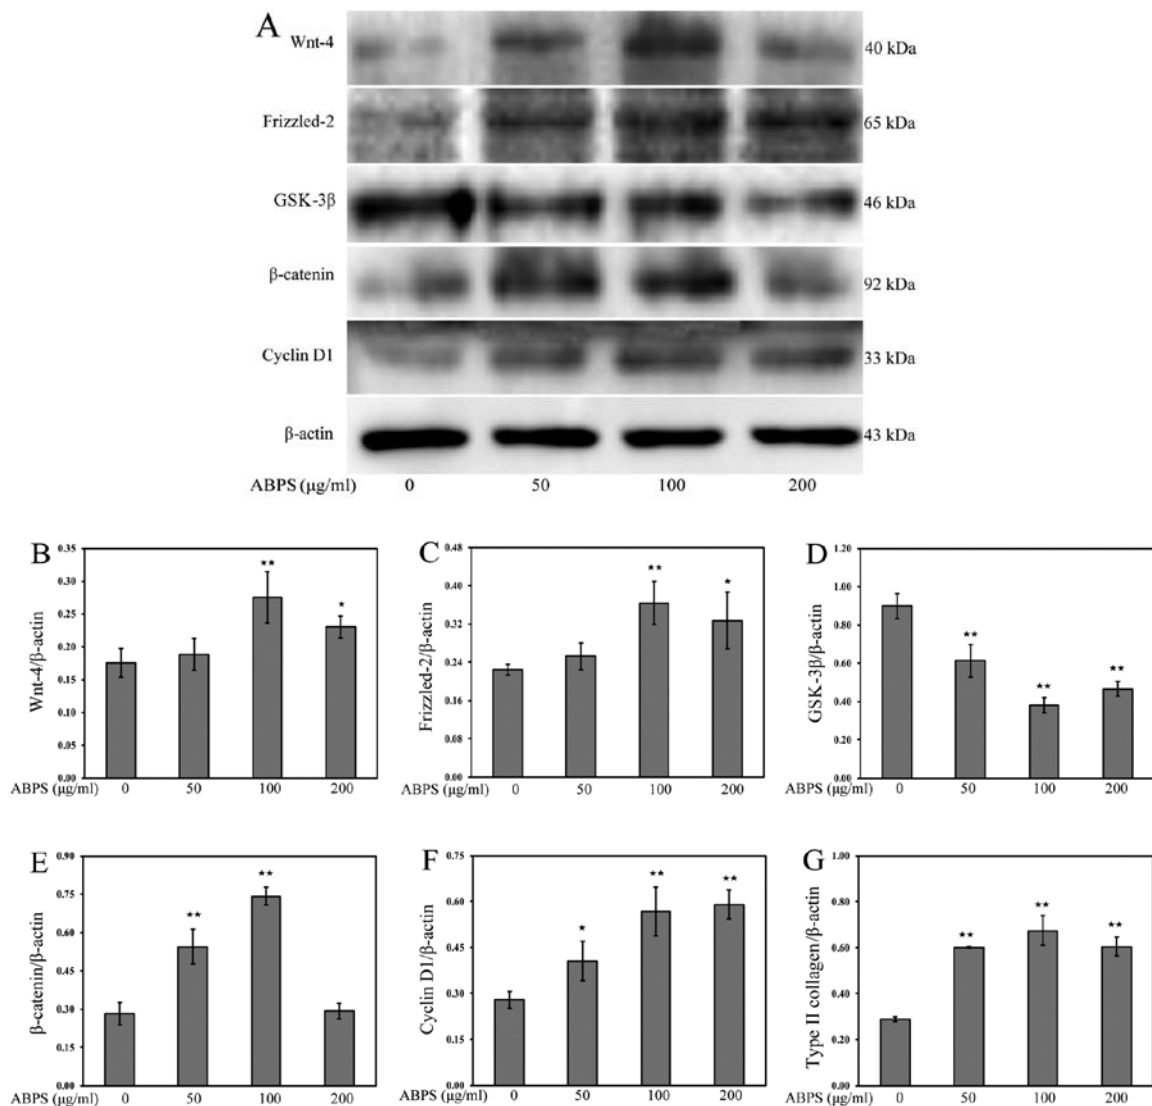 A
Wnt-4
40 kDa
Frizzled-2
65 kDa
GSK-3β
46 kDa
β-catenin
92 kDa
Cyclin D1
33 kDa
β-actin
43 kDa
ABPS (μg/ml) 0 50 100 200
B
Wnt-4/β-actin
0.35
0.30
0.25
0.20
0.15
0.10
0.05
0.00
** *
ABPS (μg/ml) 0 50 100 200
C
Frizzled-2/β-actin
0.48
0.36
0.32
0.24
0.16
0.08
0.00
** *
ABPS (μg/ml) 0 50 100 200
D
GSK-3β/β-actin
1.20
1.00
0.80
0.60
0.40
0.20
0.00
** ** **
ABPS (μg/ml) 0 50 100 200
E
β-catenin/β-actin
0.90
0.75
0.60
0.45
0.30
0.15
0.00
** **
ABPS (μg/ml) 0 50 100 200
F
Cyclin D1/β-actin
0.75
0.60
0.45
0.30
0.15
0.00
* ** **
ABPS (μg/ml) 0 50 100 200
G
Type II collagen/β-actin
1.00
0.80
0.60
0.40
0.20
0.00
** ** **
ABPS (μg/ml) 0 50 100 200